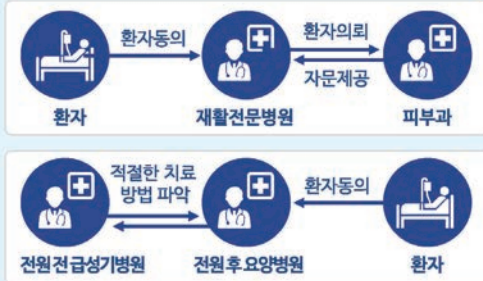 환자동의
환자의뢰
자문제공
환자
재활전문병원
피부과
적절한 치료
방법 파악
환자동의
전원 전 급성기병원
전원 후 요양병원
환자